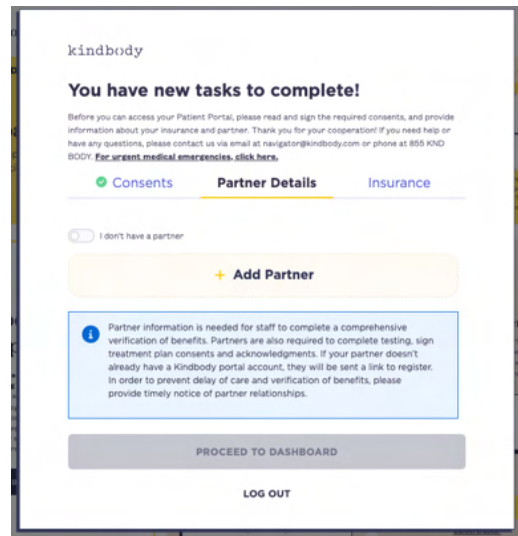 kindbody
You have new tasks to complete!
Before you can access your Patient Portal, please read and sign the required consents, and provide
information about your insurance and partner. Thank you for your cooperation! If you need help or
have any questions, please contact us via email at navigator@kindbody.com or phone at 855 KND
BODY. For urgent medical emergencies, click here.
Consents Partner Details Insurance
I don't have a partner
+ Add Partner
Partner information is needed for staff to complete a comprehensive
verification of benefits. Partners are also required to complete testing, sign
treatment plan consents and acknowledgments. If your partner doesn't
already have a Kindbody portal account, they will be sent a link to register.
In order to prevent delay of care and verification of benefits, please
provide timely notice of partner relationships.
PROCEED TO DASHBOARD
LOG OUT